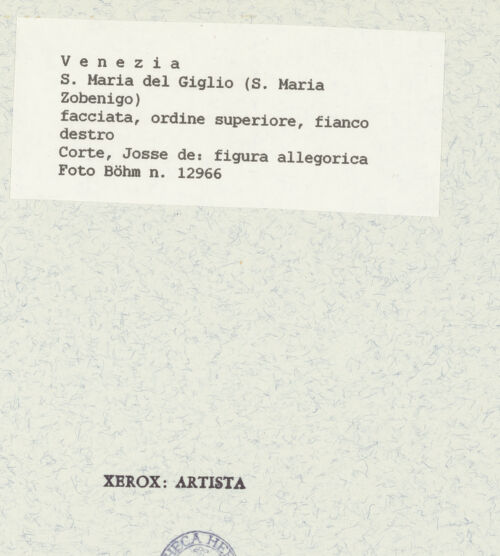 V e n e z i a
S. Maria del Giglio (S. Maria
Zobenigo)
facciata, ordine superiore, fianco
destro
Corte, Josse de: figura allegorica
Foto Böhm n. 12966
XEROX: ARTISTA